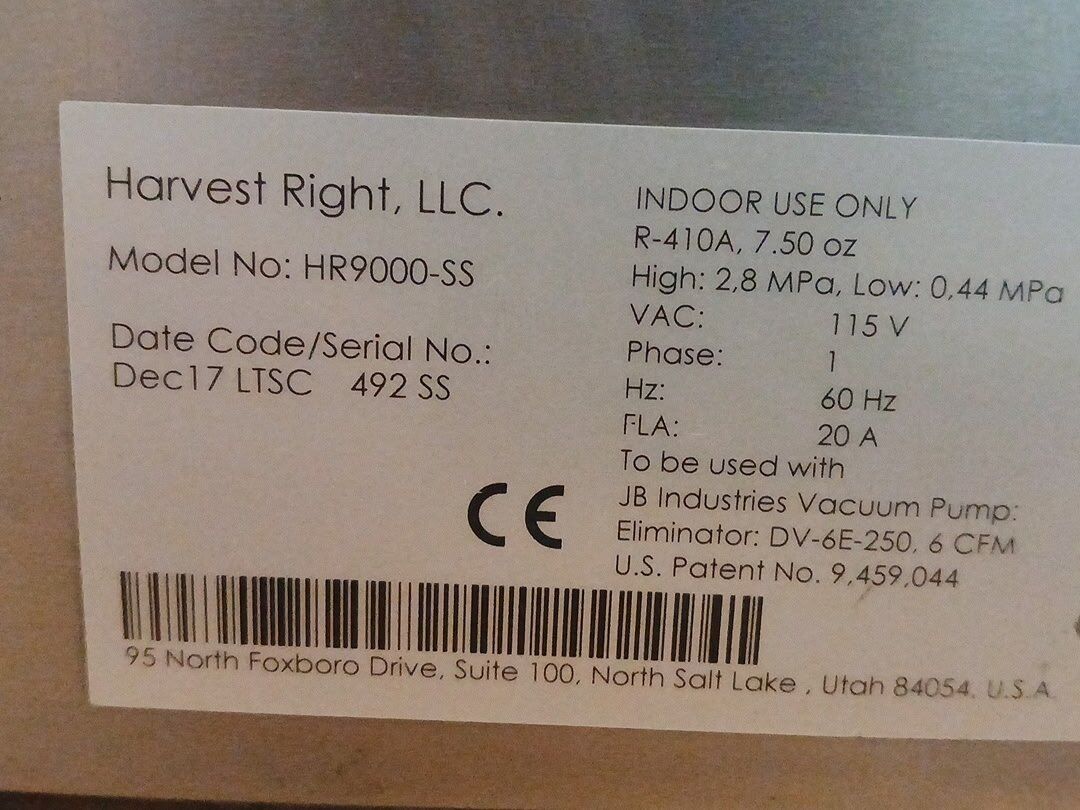 Harvest Right, LLC.
Model No: HR9000-SS
Date Code/Serial No.:
Dec17 LTSC 492 SS
CE
INDOOR USE ONLY
R-410A, 7.50 oz
High: 2,8 MPa, Low: 0,44 MPa
VAC: 115 V
Phase: 1
Hz: 60 Hz
FLA: 20 A
To be used with
JB Industries Vacuum Pump:
Eliminator: DV-6E-250, 6 CFM
U.S. Patent No. 9,459,044
95 North Foxboro Drive, Suite 100, North Salt Lake , Utah 84054. U.S.A.